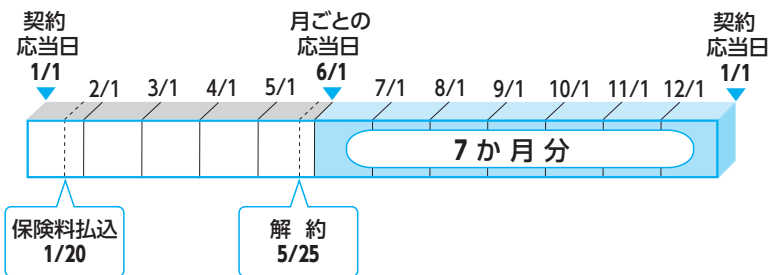 契約
応当日
1/1
月ごとの
応当日
6/1
契約
応当日
1/1
2/1 3/1 4/1 5/1 7/1 8/1 9/1 10/1 11/1 12/1
7か月分
保険料払込
1/20
解 約
5/25